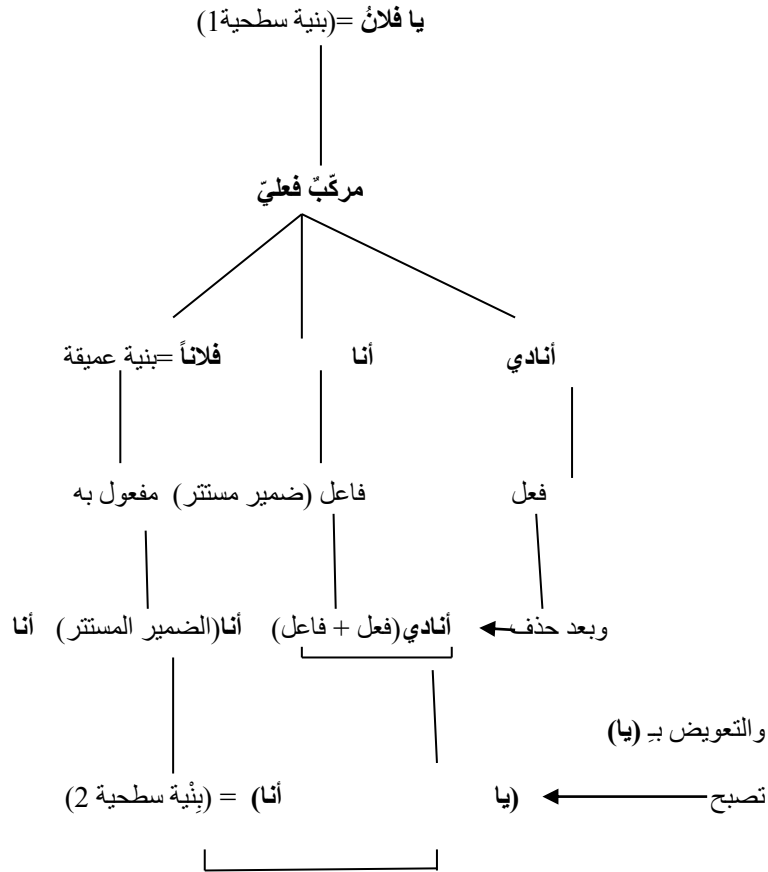 يا فلانُ =(بنية سطحية1)
مركّبٌ فعليّ
أنادي أنا فلاناً =بنية عميقة
فعل فاعل (ضمير مستتر) مفعول به
وبعد حذف أنادي(فعل + فاعل) أنا(الضمير المستتر) أنا
والتعويض بـِ (يا)
تصبح (يا أنا) = (بِنْية سطحية 2)